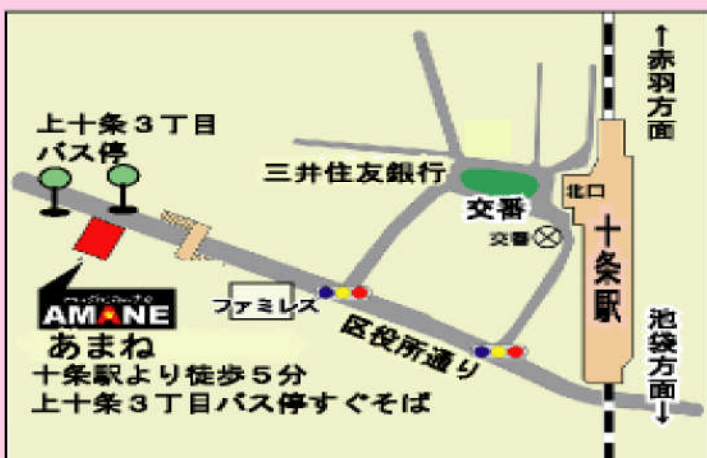 ↑赤羽方面
上十条３丁目
バス停
三井住友銀行
北口
交番
交番
十条駅
ファミレス
区役所通り
池袋方面↓
AMANE
あまね
十条駅より徒歩５分
上十条３丁目バス停すぐそば